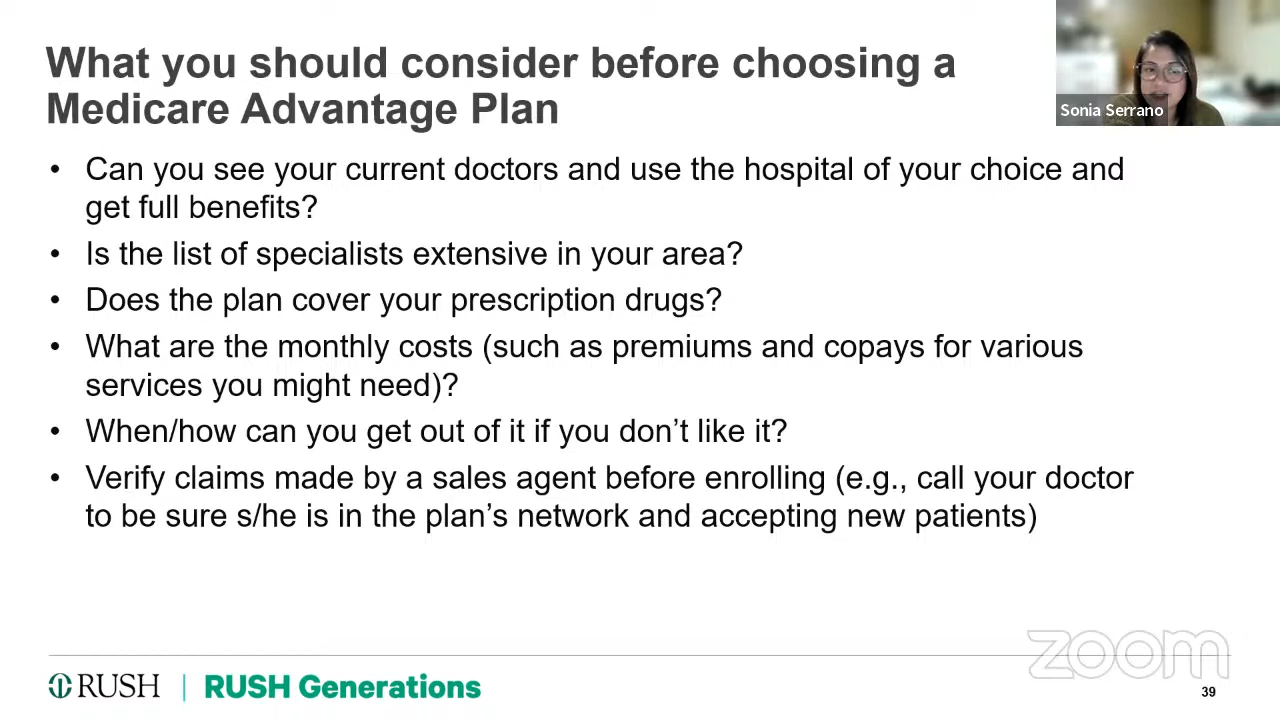 What you should consider before choosing a
Medicare Advantage Plan
Sonia Serrano
• Can you see your current doctors and use the hospital of your choice and
get full benefits?
• Is the list of specialists extensive in your area?
• Does the plan cover your prescription drugs?
• What are the monthly costs (such as premiums and copays for various
services you might need)?
• When/how can you get out of it if you don’t like it?
• Verify claims made by a sales agent before enrolling (e.g., call your doctor
to be sure s/he is in the plan’s network and accepting new patients)
zoom
RUSH | RUSH Generations
39